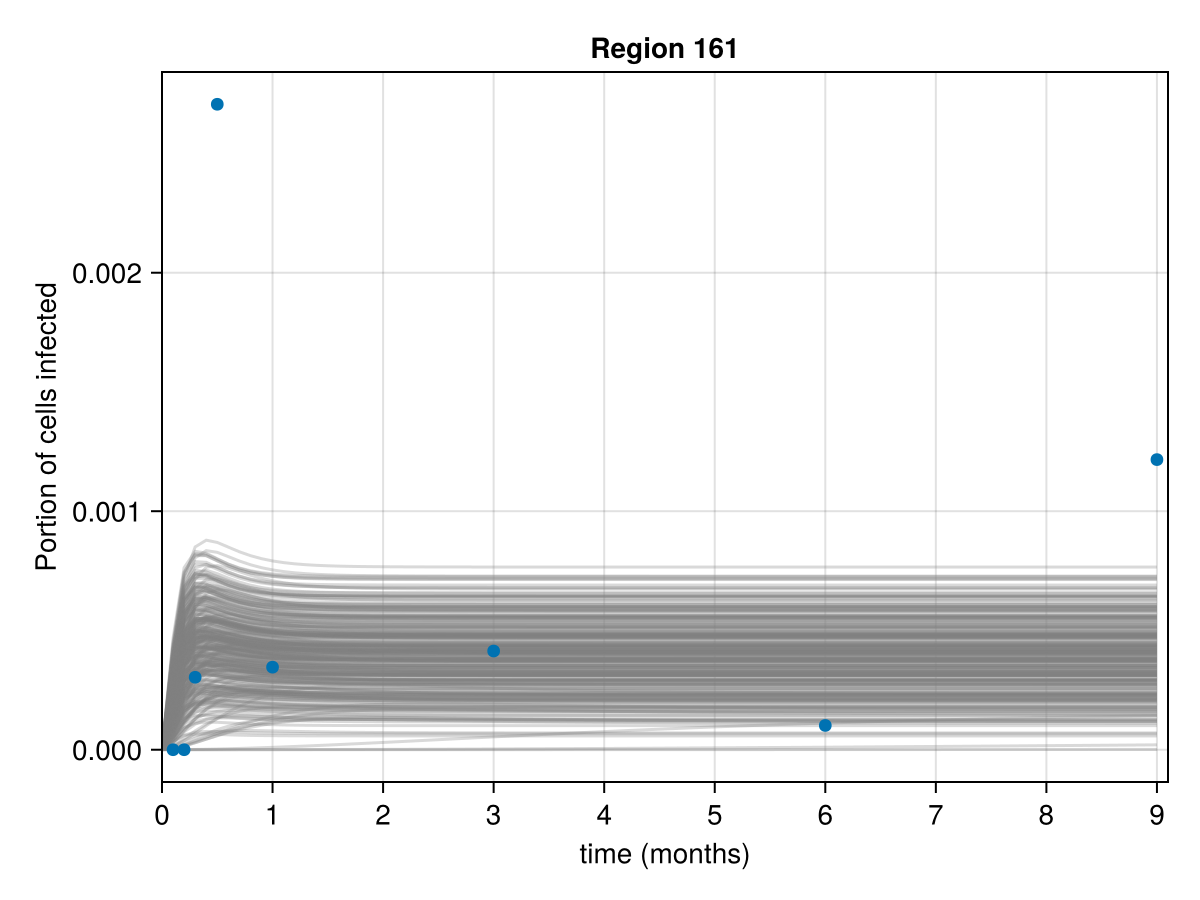 Region 161
Portion of cells infected
0.002
0.001
0.000
0 1 2 3 4 5 6 7 8 9
time (months)